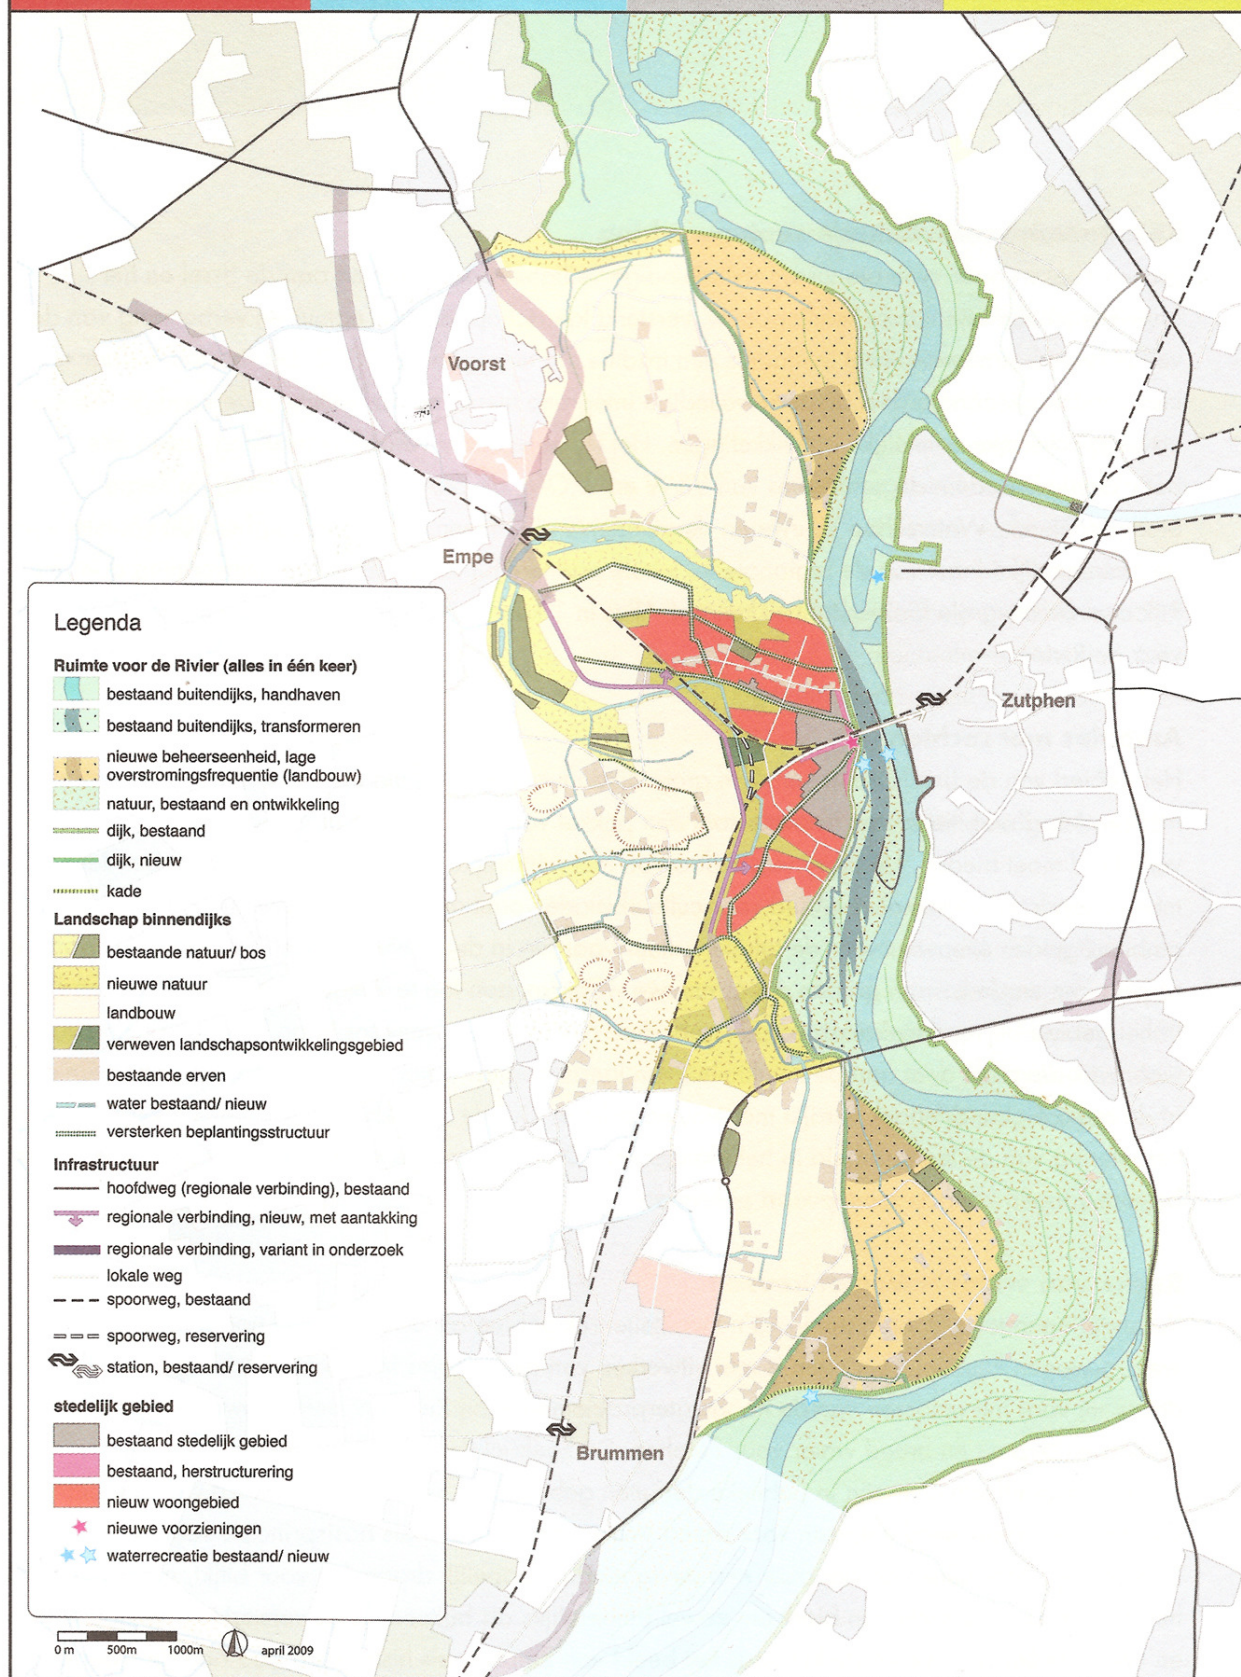 Voorst
Empe
Zutphen
Brummen
Legenda
Ruimte voor de Rivier (alles in één keer)
bestaand buitendijks, handhaven
bestaand buitendijks, transformeren
nieuwe beheerseenheid, lage
overstromingsfrequentie (landbouw)
natuur, bestaand en ontwikkeling
dijk, bestaand
dijk, nieuw
kade
Landschap binnendijks
bestaande natuur/ bos
nieuwe natuur
landbouw
verweven landschapsontwikkelingsgebied
bestaande erven
water bestaand/ nieuw
versterken beplantingsstructuur
Infrastructuur
hoofdweg (regionale verbinding), bestaand
regionale verbinding, nieuw, met aantakking
regionale verbinding, variant in onderzoek
lokale weg
spoorweg, bestaand
spoorweg, reservering
station, bestaand/ reservering
stedelijk gebied
bestaand stedelijk gebied
bestaand, herstructurering
nieuw woongebied
nieuwe voorzieningen
waterrecreatie bestaand/ nieuw
0 m 500m 1000m april 2009